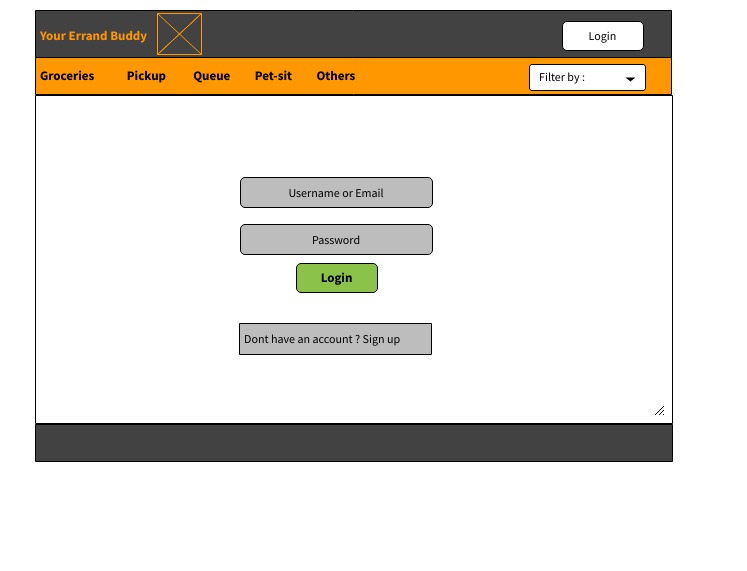 Your Errand Buddy
Login
Groceries Pickup Queue Pet-sit Others
Filter by :
Username or Email
Password
Login
Dont have an account ? Sign up